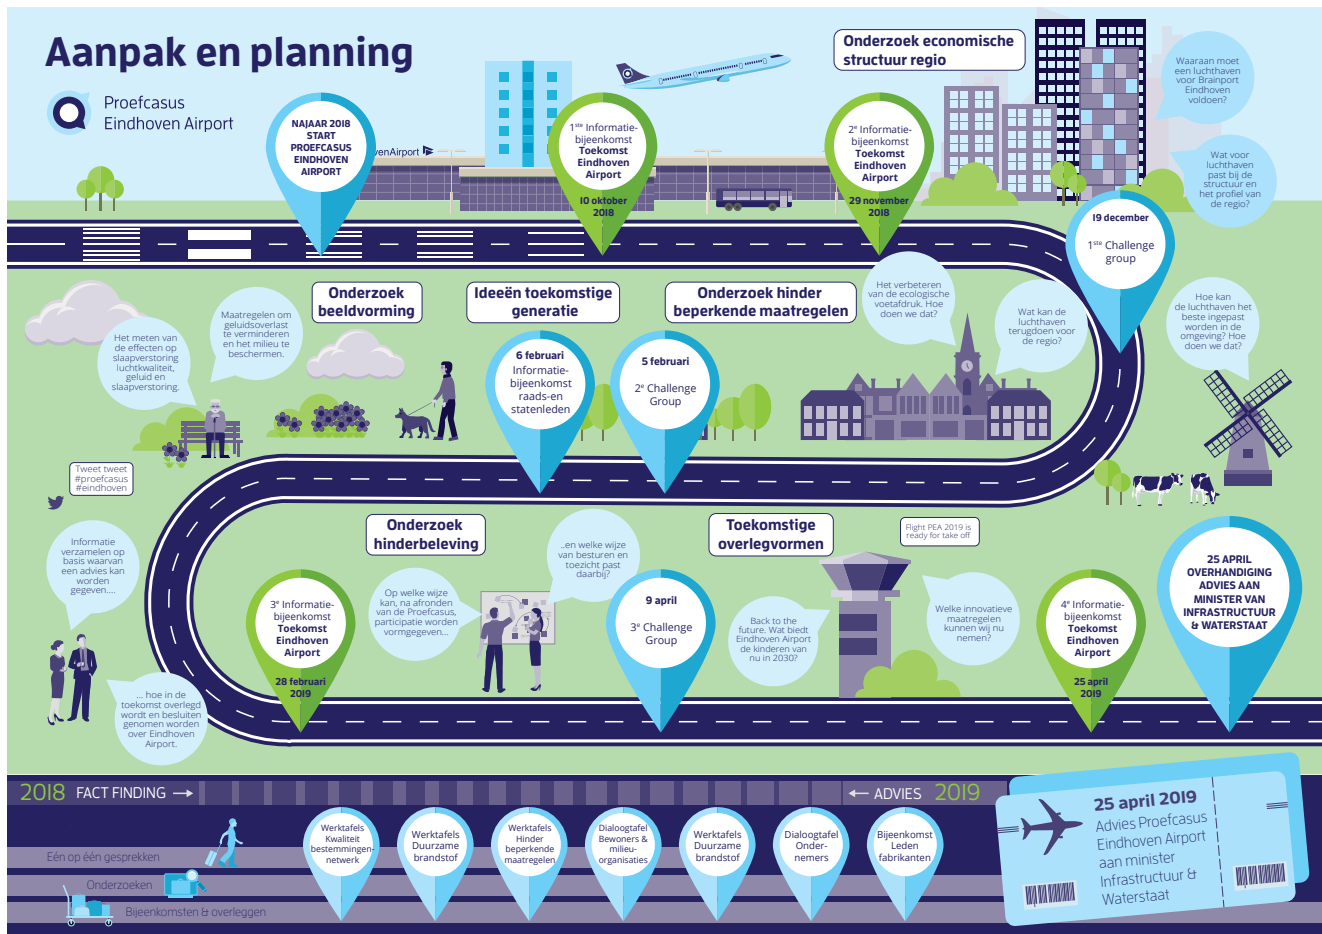 Aanpak en planning
Proefcasus
Eindhoven Airport
NAJAAR 2018
START
PROEFCASUS
EINDHOVEN
AIRPORT
venAirport
1ste Informatie-
bijeenkomst
Toekomst
Eindhoven
Airport
10 oktober
2018
Onderzoek economische
structuur regio
2e Informatie-
bijeenkomst
Toekomst
Eindhoven
Airport
29 november
2018
Waaraan moet
een luchthaven
voor Brainport
Eindhoven
voldoen?
Wat voor
luchthaven
past bij de
structuur en
het profiel van
de regio?
19 december
1ste Challenge
group
Het meten van
de effecten op
slaapverstoring
luchtkwaliteit,
geluid en
slaapverstoring.
Maatregelen om
geluidsoverlast
te verminderen
en het milieu te
beschermen.
Onderzoek
beeldvorming
Ideeën toekomstige
generatie
Onderzoek hinder
beperkende maatregelen
Het verbeteren
van de ecologische
voetafdruk. Hoe
doen we dat?
Wat kan de
luchthaven
terugdoen voor
de regio?
Hoe kan
de luchthaven het
beste ingepast
worden in de
omgeving? Hoe
doen we dat?
6 februari
Informatie-
bijeenkomst
raads-en
statenleden
5 februari
2e Challenge
Group
Tweet tweet
#proefcasus
#eindhoven
Informatie
verzamelen op
basis waarvan
een advies kan
worden
gegeven....
Onderzoek
hinderbeleving
..en welke wijze
van besturen en
toezicht past
daarbij?
Toekomstige
overlegvormen
Flight PEA 2019 is
ready for take off
25 APRIL
OVERHANDIGING
ADVIES AAN
MINISTER VAN
INFRASTRUCTUUR
& WATERSTAAT
3e Informatie-
bijeenkomst
Toekomst
Eindhoven
Airport
28 februari
2019
Op welke wijze
kan, na afronden
van de Proefcasus,
participatie worden
vormgegeven...
9 april
3e Challenge
Group
Back to the
future. Wat biedt
Eindhoven Airport
de kinderen van
nu in 2030?
Welke innovatieve
maatregelen
kunnen wij nu
nemen?
4e Informatie-
bijeenkomst
Toekomst
Eindhoven
Airport
25 april
2019
... hoe in de
toekomst overlegd
wordt en besluiten
genomen worden
over Eindhoven
Airport.
2018 FACT FINDING →
← ADVIES 2019
Werktafels
Kwaliteit
bestemmingen-
netwerk
Werktafels
Duurzame
brandstof
Werktafels
Hinder
beperkende
maatregelen
Dialoogtafel
Bewoners &
milieu-
organisaties
Werktafels
Duurzame
brandstof
Dialoogtafel
Onder-
nemers
Bijeenkomst
Leden
fabrikanten
Eén op één gesprekken
Onderzoeken
Bijeenkomsten & overleggen
25 april 2019
Advies Proefcasus
Eindhoven Airport
aan minister
Infrastructuur &
Waterstaat